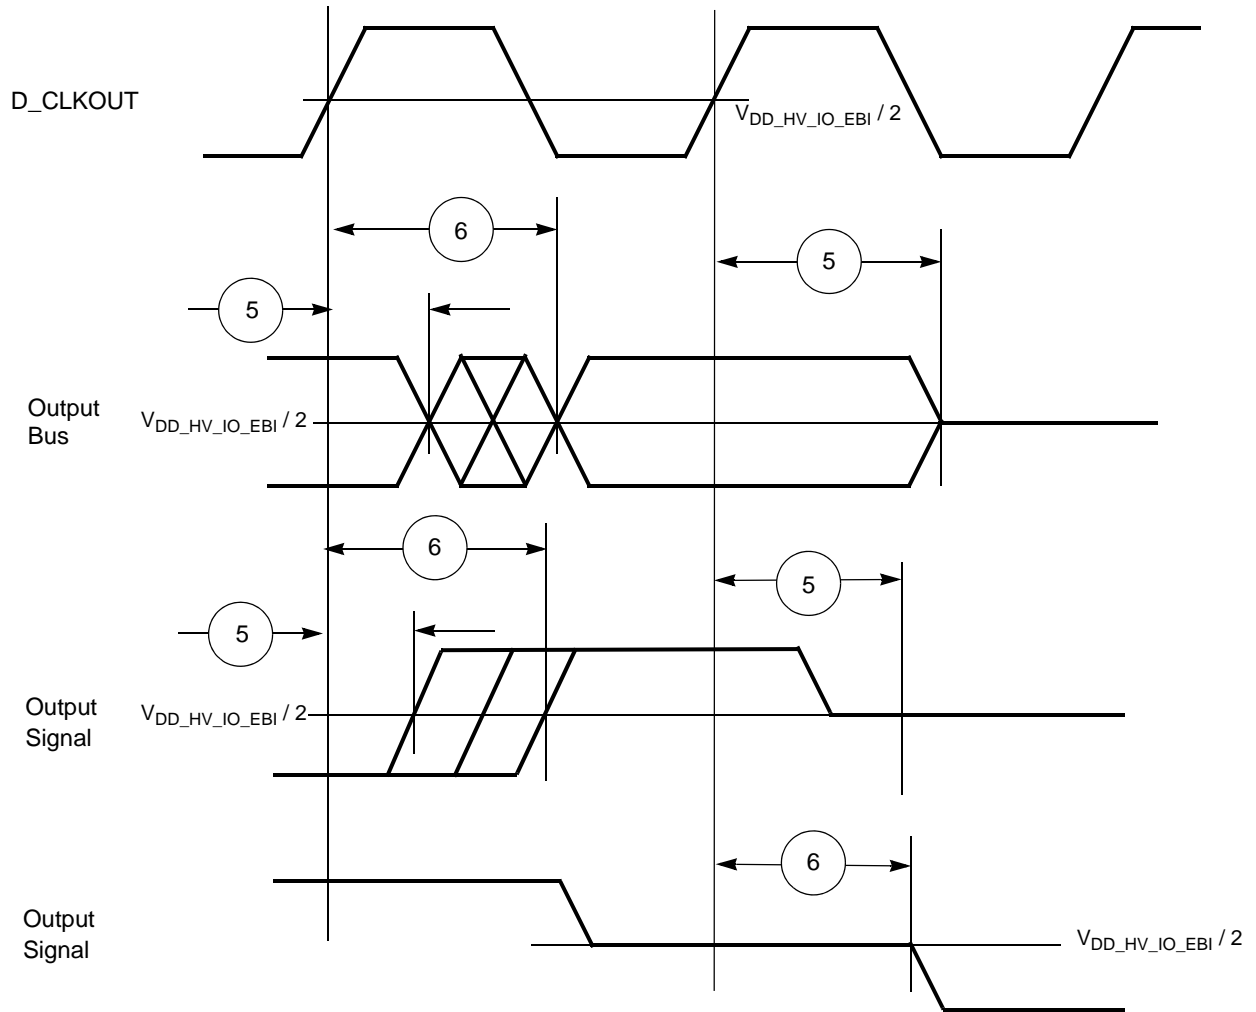 D_CLKOUT
VDD_HV_IO_EBI / 2
6
5
5
Output
Bus
VDD_HV_IO_EBI / 2
6
5
5
Output
Signal
VDD_HV_IO_EBI / 2
6
Output
Signal
VDD_HV_IO_EBI / 2